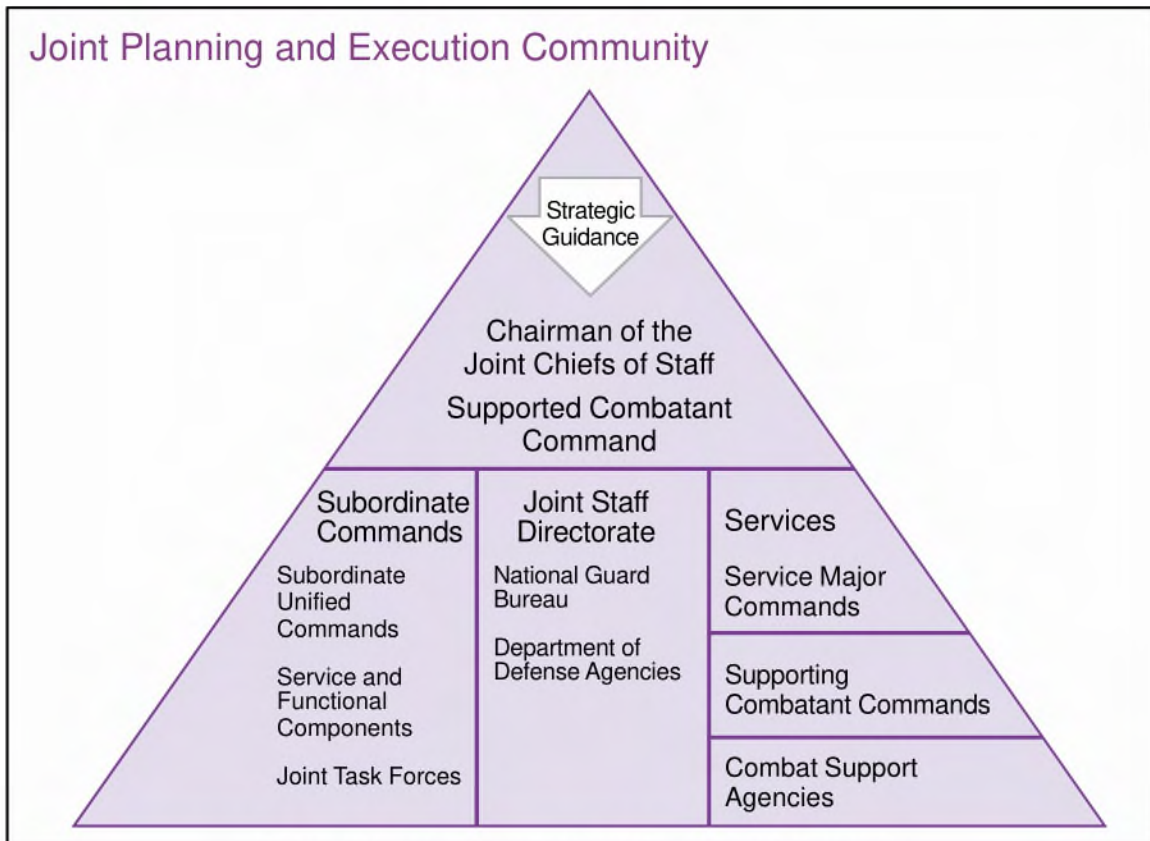 Joint Planning and Execution Community
Strategic
Guidance
Chairman of the
Joint Chiefs of Staff
Supported Combatant
Command
Subordinate
Commands
Subordinate
Unified
Commands
Service and
Functional
Components
Joint Task Forces
Joint Staff
Directorate
National Guard
Bureau
Department of
Defense Agencies
Services
Service Major
Commands
Supporting
Combatant Commands
Combat Support
Agencies